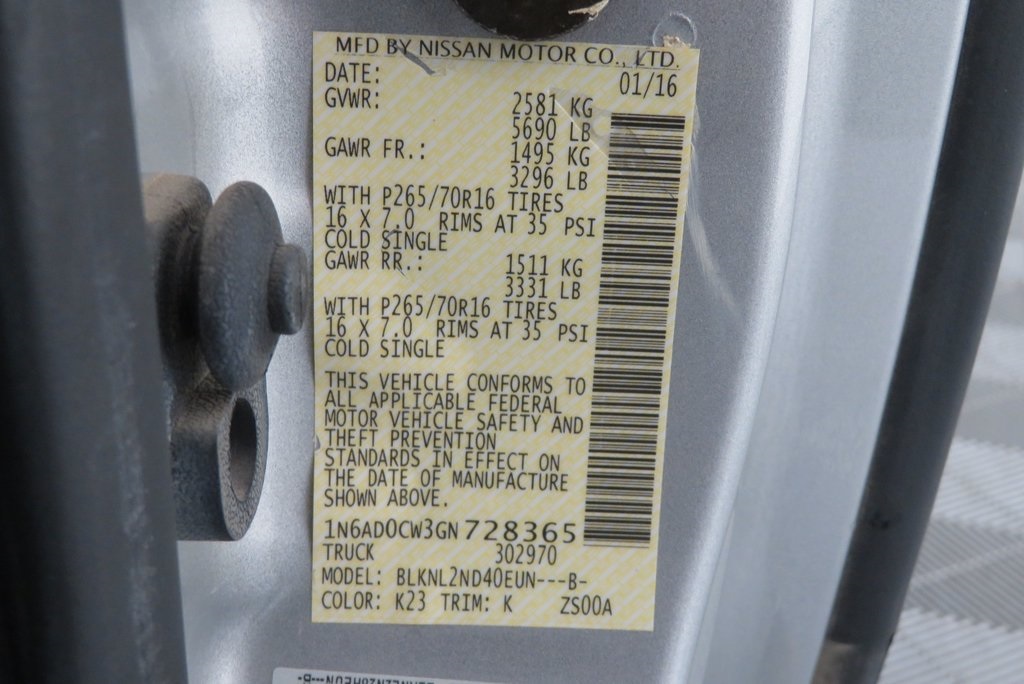 MFD BY NISSAN MOTOR CO., LTD.
DATE: 01/16
GVWR: 2581 KG
5690 LB
GAWR FR.: 1495 KG
3296 LB
WITH P265/70R16 TIRES
16 X 7.0 RIMS AT 35 PSI
COLD SINGLE
GAWR RR.: 1511 KG
3331 LB
WITH P265/70R16 TIRES
16 X 7.0 RIMS AT 35 PSI
COLD SINGLE
THIS VEHICLE CONFORMS TO
ALL APPLICABLE FEDERAL
MOTOR VEHICLE SAFETY AND
THEFT PREVENTION
STANDARDS IN EFFECT ON
THE DATE OF MANUFACTURE
SHOWN ABOVE.
1N6AD0CW3GN728365
TRUCK 302970
MODEL: BLKNL2ND40EUN---B-
COLOR: K23 TRIM: K ZS00A